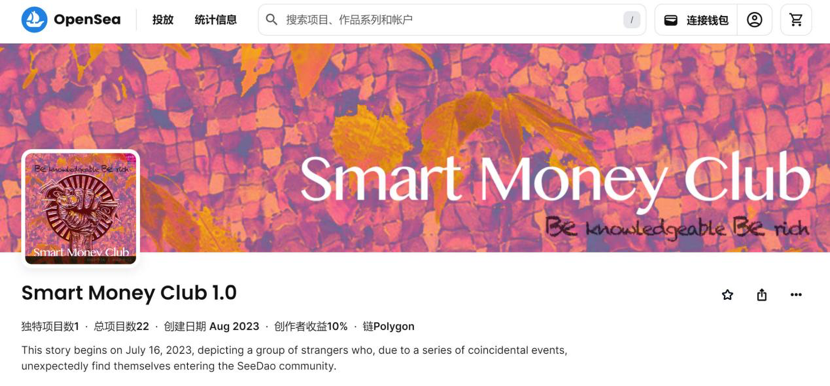 OpenSea
投放
统计信息
搜索项目、作品系列和帐户
/
连接钱包
Smart Money Club
BE knowledgeable BE rich
BE knowledgeable BE rich
Smart Money Club
Smart Money Club 1.0
独特项目数1 · 总项目数22 · 创建日期 Aug 2023 · 创作者收益10% · 链Polygon
This story begins on July 16, 2023, depicting a group of strangers who, due to a series of coincidental events,
unexpectedly find themselves entering the SeeDao community.